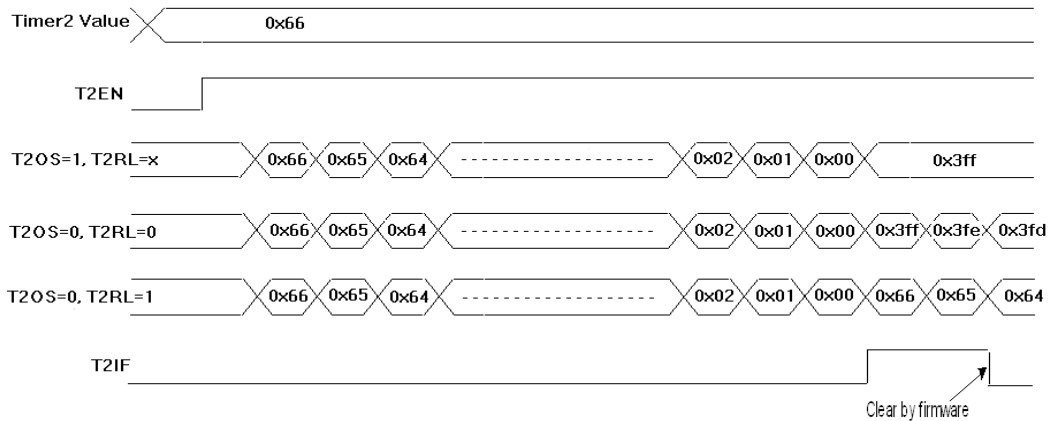 Timer2 Value 0x66
T2EN
T2OS=1, T2RL=x 0x66 0x65 0x64 0x02 0x01 0x00 0x3ff
T2OS=0, T2RL=0 0x66 0x65 0x64 0x02 0x01 0x00 0x3ff 0x3fe 0x3fd
T2OS=0, T2RL=1 0x66 0x65 0x64 0x02 0x01 0x00 0x66 0x65 0x64
T2IF
Clear by firmware